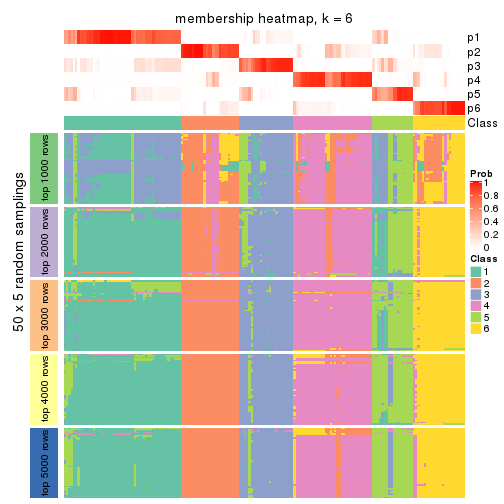 membership heatmap, k = 6
p1
p2
p3
p4
p5
p6
Class
50 x 5 random samplings
top 1000 rows
top 2000 rows
top 3000 rows
top 4000 rows
top 5000 rows
Prob
1
0.8
0.6
0.4
0.2
0
Class
1
2
3
4
5
6